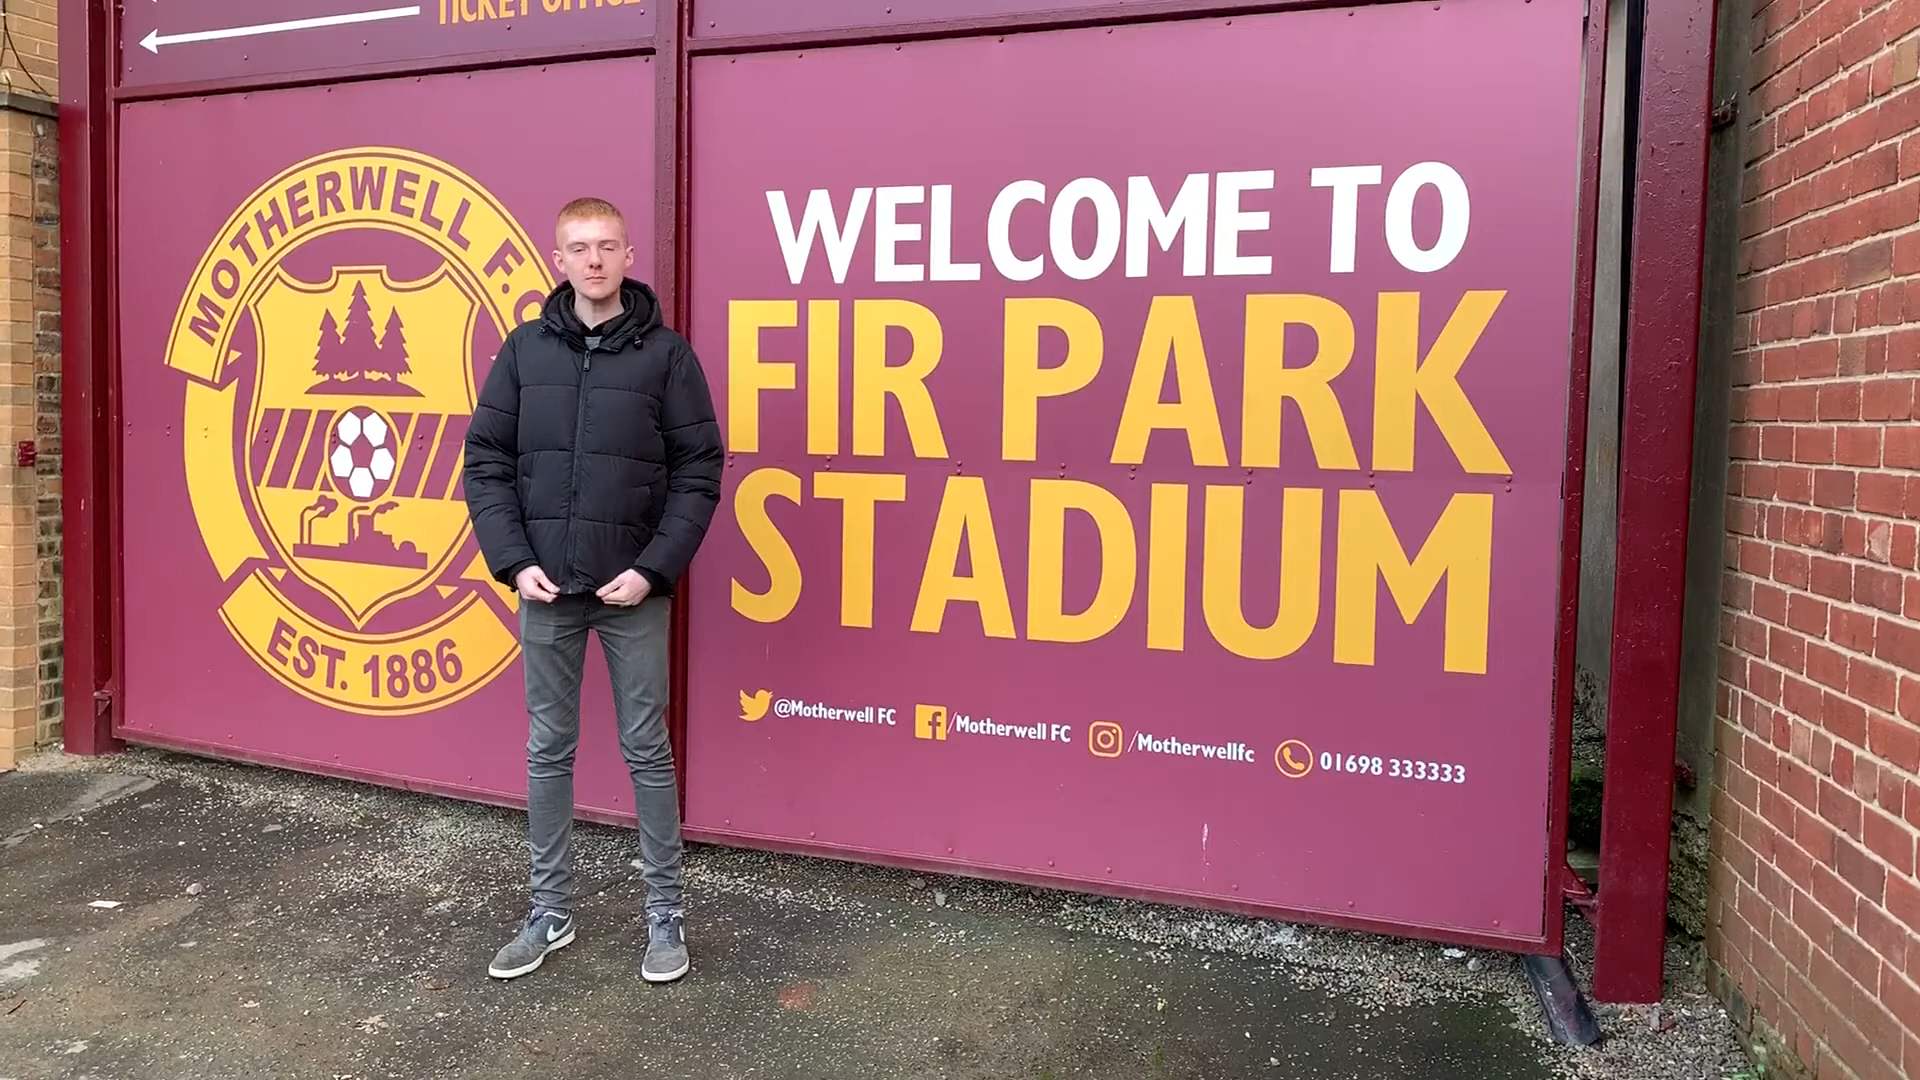 TICKET OFFICE
MOTHERWELL F.C
EST. 1886
WELCOME TO
FIR PARK
STADIUM
@Motherwell FC /Motherwell FC /Motherwellfc 01698 333333